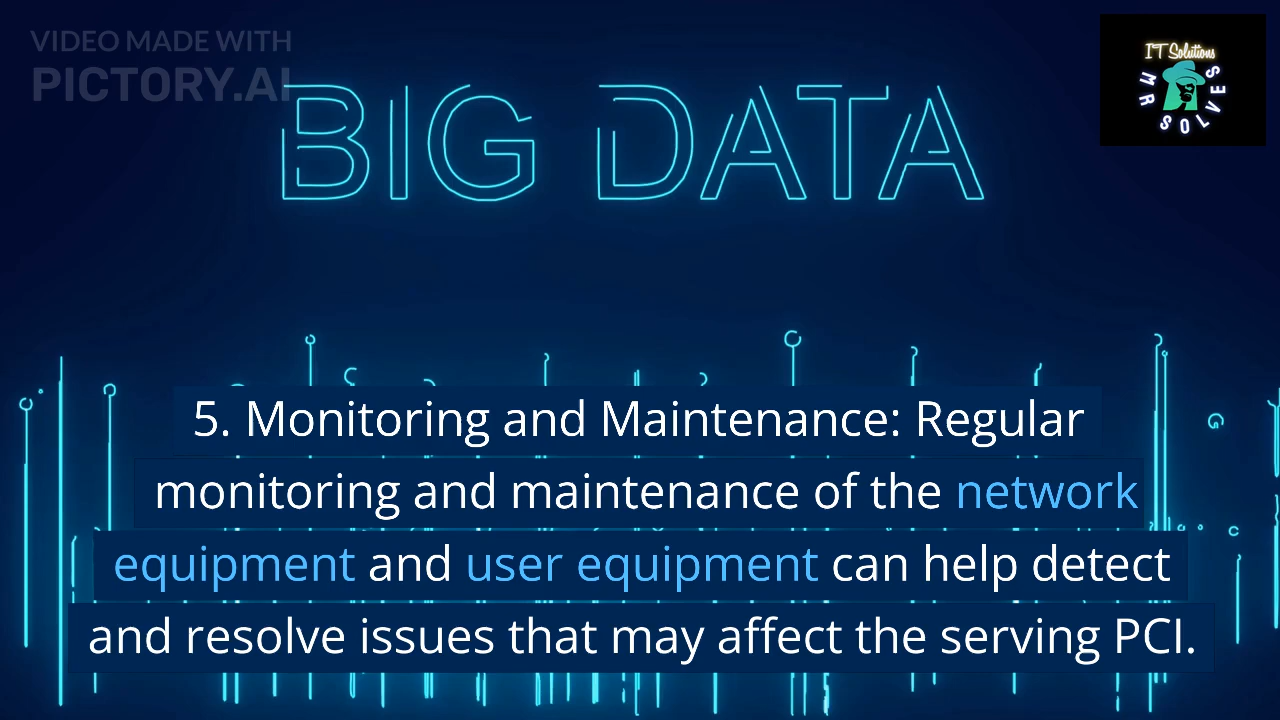 VIDEO MADE WITH
PICTORY.AI
BIG DATA
IT Solutions
MR SOLVES
5. Monitoring and Maintenance: Regular
monitoring and maintenance of the network
equipment and user equipment can help detect
and resolve issues that may affect the serving PCI.